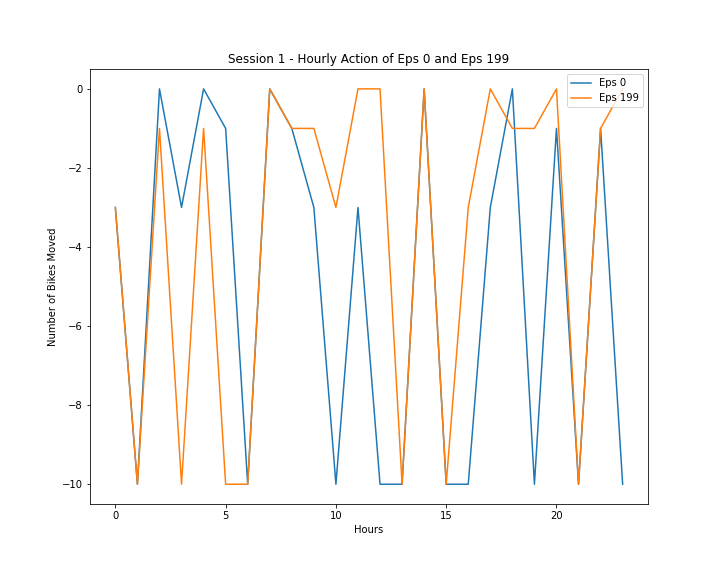 Session 1 - Hourly Action of Eps 0 and Eps 199
Eps 0
Eps 199
0
−2
−4
−6
−8
−10
Number of Bikes Moved
0
5
10
15
20
Hours